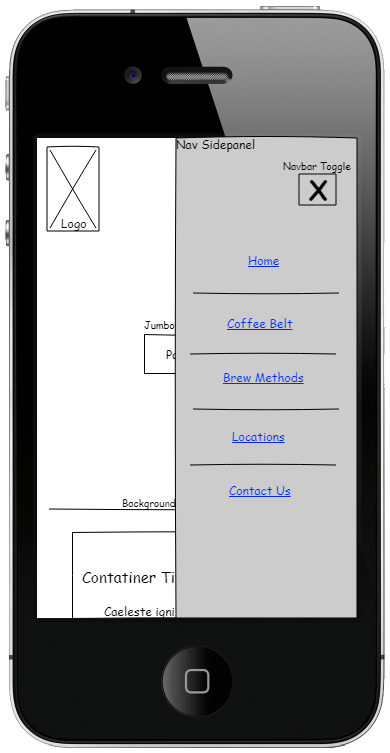 Nav Sidepanel
Navbar Toggle
X
Logo
Home
Coffee Belt
Jumbo
Po
Brew Methods
Locations
Contact Us
Background
Contatiner Ti
Caeleste igni